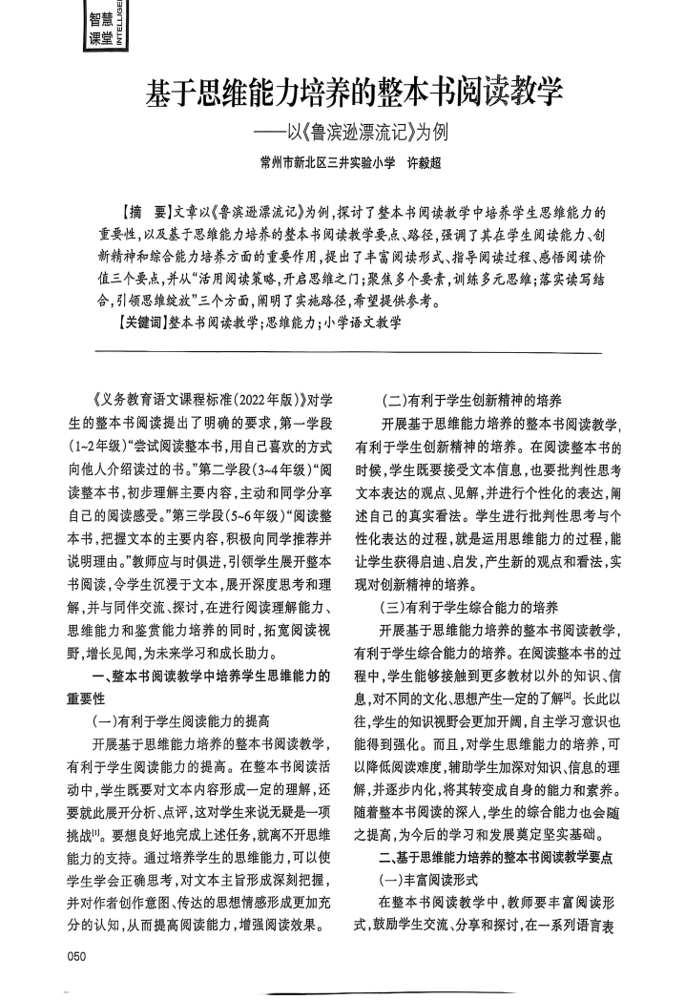 智慧
课堂
INTELLIGE
基于思维能力培养的整本书阅读教学
——以《鲁滨逊漂流记》为例
常州市新北区三井实验小学 许毅超
【摘 要】文章以《鲁滨逊漂流记》为例,探讨了整本书阅读教学中培养学生思维能力的
重要性,以及基于思维能力培养的整本书阅读教学要点、路径,强调了其在学生阅读能力、创
新精神和综合能力培养方面的重要作用,提出了丰富阅读形式、指导阅读过程、感悟阅读价
值三个要点,并从“活用阅读策略,开启思维之门;聚焦多个要素,训练多元思维;落实读写结
合,引领思维绽放”三个方面,阐明了实施路径,希望提供参考。
【关键词】整本书阅读教学;思维能力;小学语文教学
《义务教育语文课程标准(2022年版)》对学
生的整本书阅读提出了明确的要求,第一学段
(1~2年级)“尝试阅读整本书,用自己喜欢的方式
向他人介绍读过的书。”第二学段(3~4年级)“阅
读整本书,初步理解主要内容,主动和同学分享
自己的阅读感受。”第三学段(5~6年级)“阅读整
本书,把握文本的主要内容,积极向同学推荐并
说明理由。”教师应与时俱进,引领学生展开整本
书阅读,令学生沉浸于文本,展开深度思考和理
解,并与同伴交流、探讨,在进行阅读理解能力、
思维能力和鉴赏能力培养的同时,拓宽阅读视
野,增长见闻,为未来学习和成长助力。
一、整本书阅读教学中培养学生思维能力的
重要性
(一)有利于学生阅读能力的提高
开展基于思维能力培养的整本书阅读教学,
有利于学生阅读能力的提高。在整本书阅读活
动中,学生既要对文本内容形成一定的理解,还
要就此展开分析、点评,这对学生来说无疑是一项
挑战[1]。要想良好地完成上述任务,就离不开思维
能力的支持。通过培养学生的思维能力,可以使
学生学会正确思考,对文本主旨形成深刻把握,
并对作者创作意图、传达的思想情感形成更加充
分的认知,从而提高阅读能力,增强阅读效果。
(二)有利于学生创新精神的培养
开展基于思维能力培养的整本书阅读教学,
有利于学生创新精神的培养。在阅读整本书的
时候,学生既要接受文本信息,也要批判性思考
文本表达的观点、见解,并进行个性化的表达,阐
述自己的真实看法。学生进行批判性思考与个
性化表达的过程,就是运用思维能力的过程,能
让学生获得启迪、启发,产生新的观点和看法,实
现对创新精神的培养。
(三)有利于学生综合能力的培养
开展基于思维能力培养的整本书阅读教学,
有利于学生综合能力的培养。在阅读整本书的过
程中,学生能够接触到更多教材以外的知识、信
息,对不同的文化、思想产生一定的了解[2]。长此以
往,学生的知识视野会更加开阔,自主学习意识也
能得到强化。而且,对学生思维能力的培养,可
以降低阅读难度,辅助学生加深对知识、信息的理
解,并逐步内化,将其转变成自身的能力和素养。
随着整本书阅读的深入,学生的综合能力也会随
之提高,为今后的学习和发展奠定坚实基础。
二、基于思维能力培养的整本书阅读教学要点
(一)丰富阅读形式
在整本书阅读教学中,教师要丰富阅读形
式,鼓励学生交流、分享和探讨,在一系列语言表
050